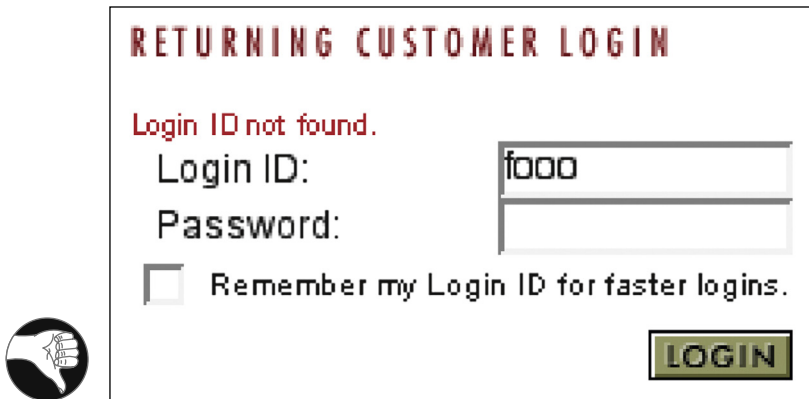 RETURNING CUSTOMER LOGIN
Login ID not found.
Login ID: fooo
Password:
Remember my Login ID for faster logins.
LOGIN